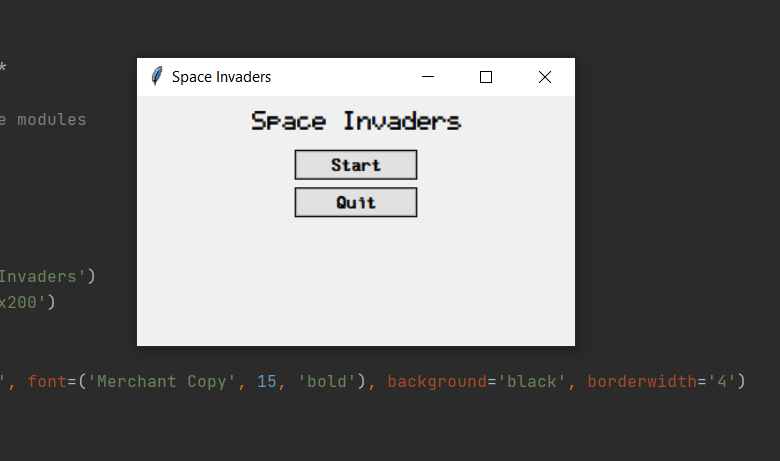 *
Space Invaders
e modules
Space Invaders
Start
Quit
Invaders')
x200')
', font=('Merchant Copy', 15, 'bold'), background='black', borderwidth='4')